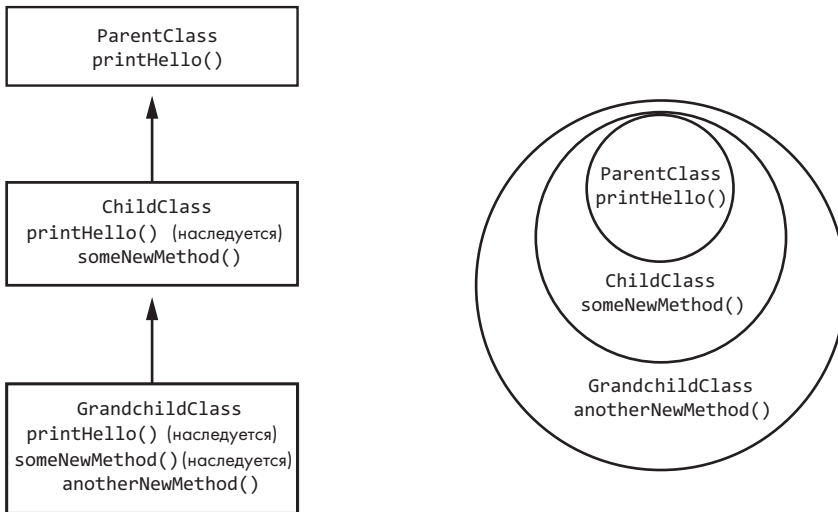 ParentClass
printHello()
ChildClass
printHello() (наследуется)
someNewMethod()
GrandchildClass
printHello() (наследуется)
someNewMethod() (наследуется)
anotherNewMethod()
ParentClass
printHello()
ChildClass
someNewMethod()
GrandchildClass
anotherNewMethod()